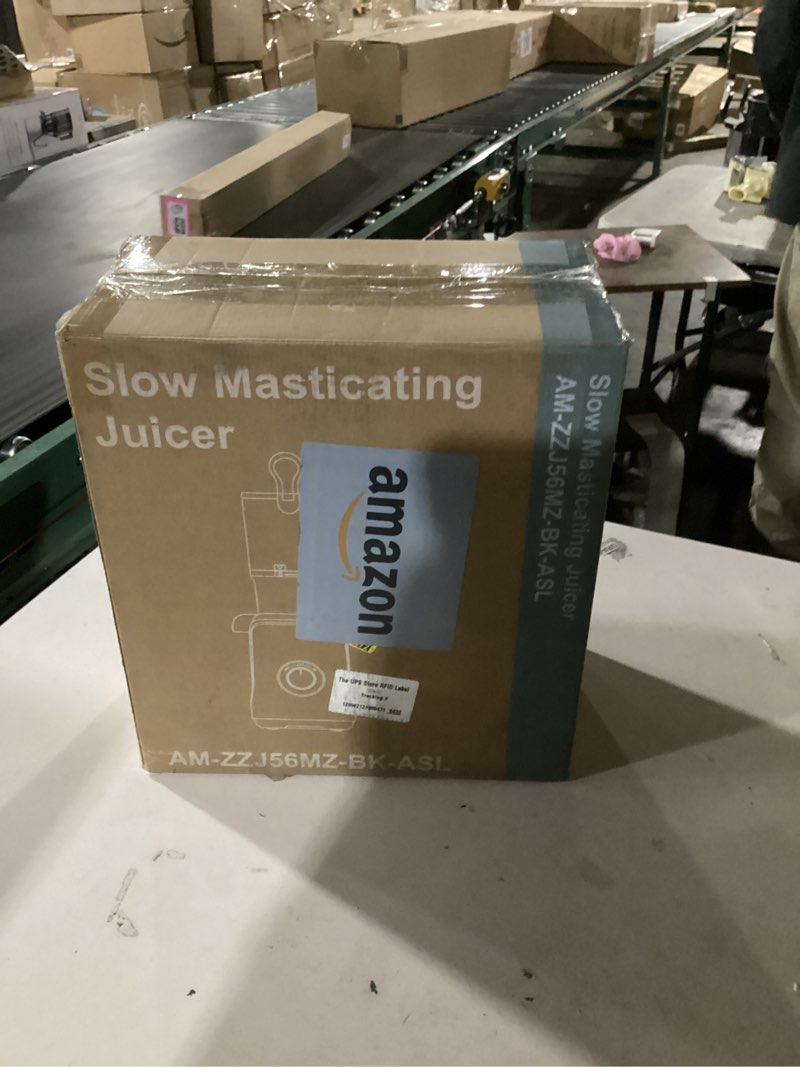 Slow Masticating
Juicer
amazon
The UPS Store RFID Label
Tracking #
AM-ZZJ56MZ-BK-ASL
Slow Masticating Juicer
AM-ZZJ56MZ-BK-ASL